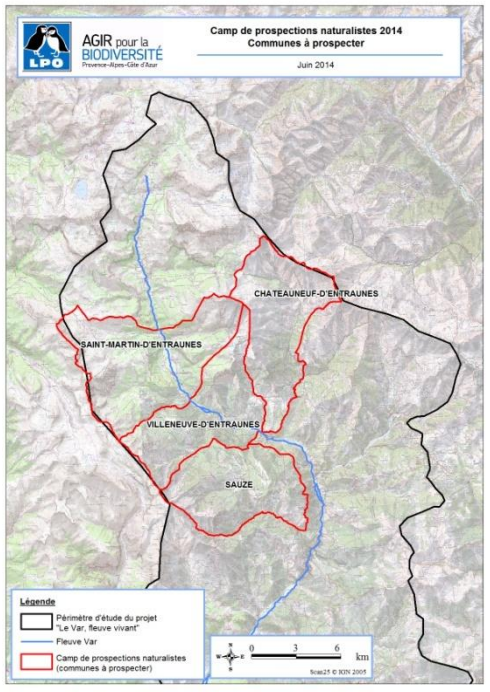 LPO
AGIR pour la
BIODIVERSITÉ
Provence-Alpes-Côte d'Azur
Camp de prospections naturalistes 2014
Communes à prospecter
Juin 2014
CHATEAUNEUF-D'ENTRAUNES
SAINT-MARTIN-D'ENTRAUNES
VILLENEUVE-D'ENTRAUNES
SAUZE
Légende
Périmètre d'étude du projet
"Le Var, fleuve vivant"
Fleuve Var
Camp de prospections naturalistes
(communes à prospecter)
N
W E
S
0 3 6
km
Scan25 © IGN 2005